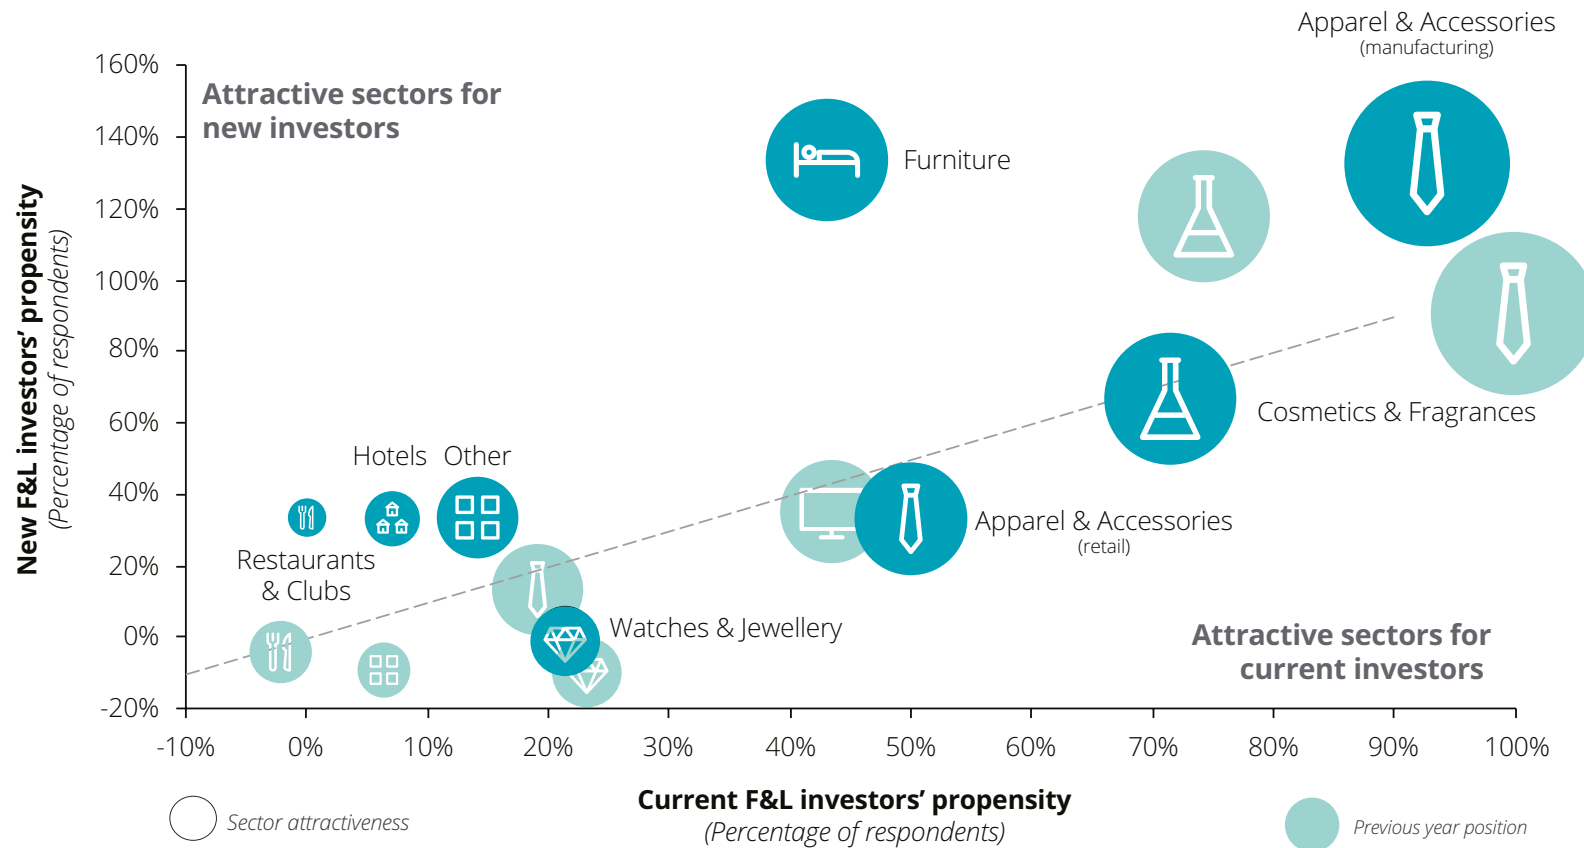 Apparel & Accessories
(manufacturing)
160%
140%
120%
100%
80%
60%
40%
20%
0%
-20%
New F&L investors’ propensity
(Percentage of respondents)
Attractive sectors for
new investors
Furniture
Cosmetics & Fragrances
Hotels
Other
Restaurants
& Clubs
Apparel & Accessories
(retail)
Watches & Jewellery
Attractive sectors for
current investors
-10%
0%
10%
20%
30%
40%
50%
60%
70%
80%
90%
100%
Current F&L investors’ propensity
(Percentage of respondents)
Sector attractiveness
Previous year position